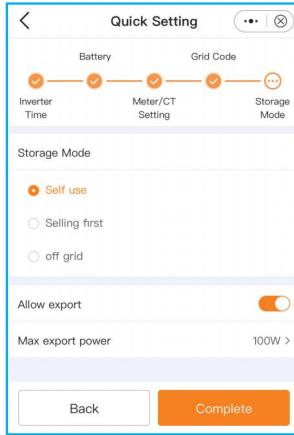 Quick Setting
Battery Grid Code
Inverter Time Meter/CT Setting Storage Mode
Storage Mode
Self use
Selling first
off grid
Allow export
Max export power 100W >
Back Complete